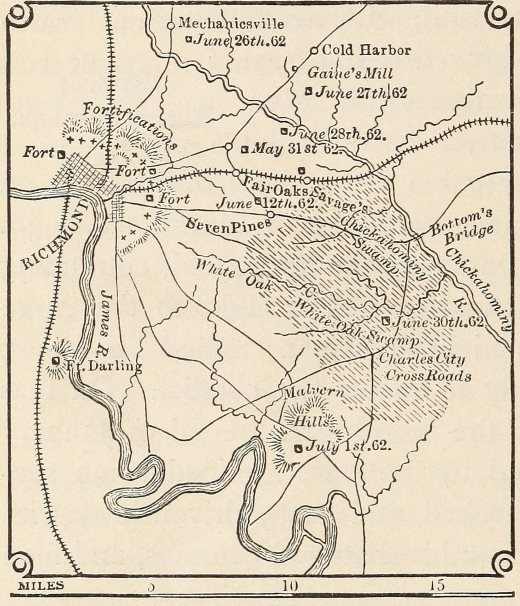 Mechanicsville
June 26th.62
Cold Harbor
Gaine's Mill
June 27th.62
Fortifications
June 28th.62.
Fort
May 31st 62.
Fort
Fair Oaks
Savage's
Fort
June 12th.62.
Seven Pines
Chickahominy
Swamp
Bottom's
Bridge
RICHMOND
Chickahominy
White Oak C
James R.
White Oak Swamp
June 30th.62
Ft. Darling
Charles City
Cross Roads
Malvern
Hills
July 1st.62.
MILES 5 10 15